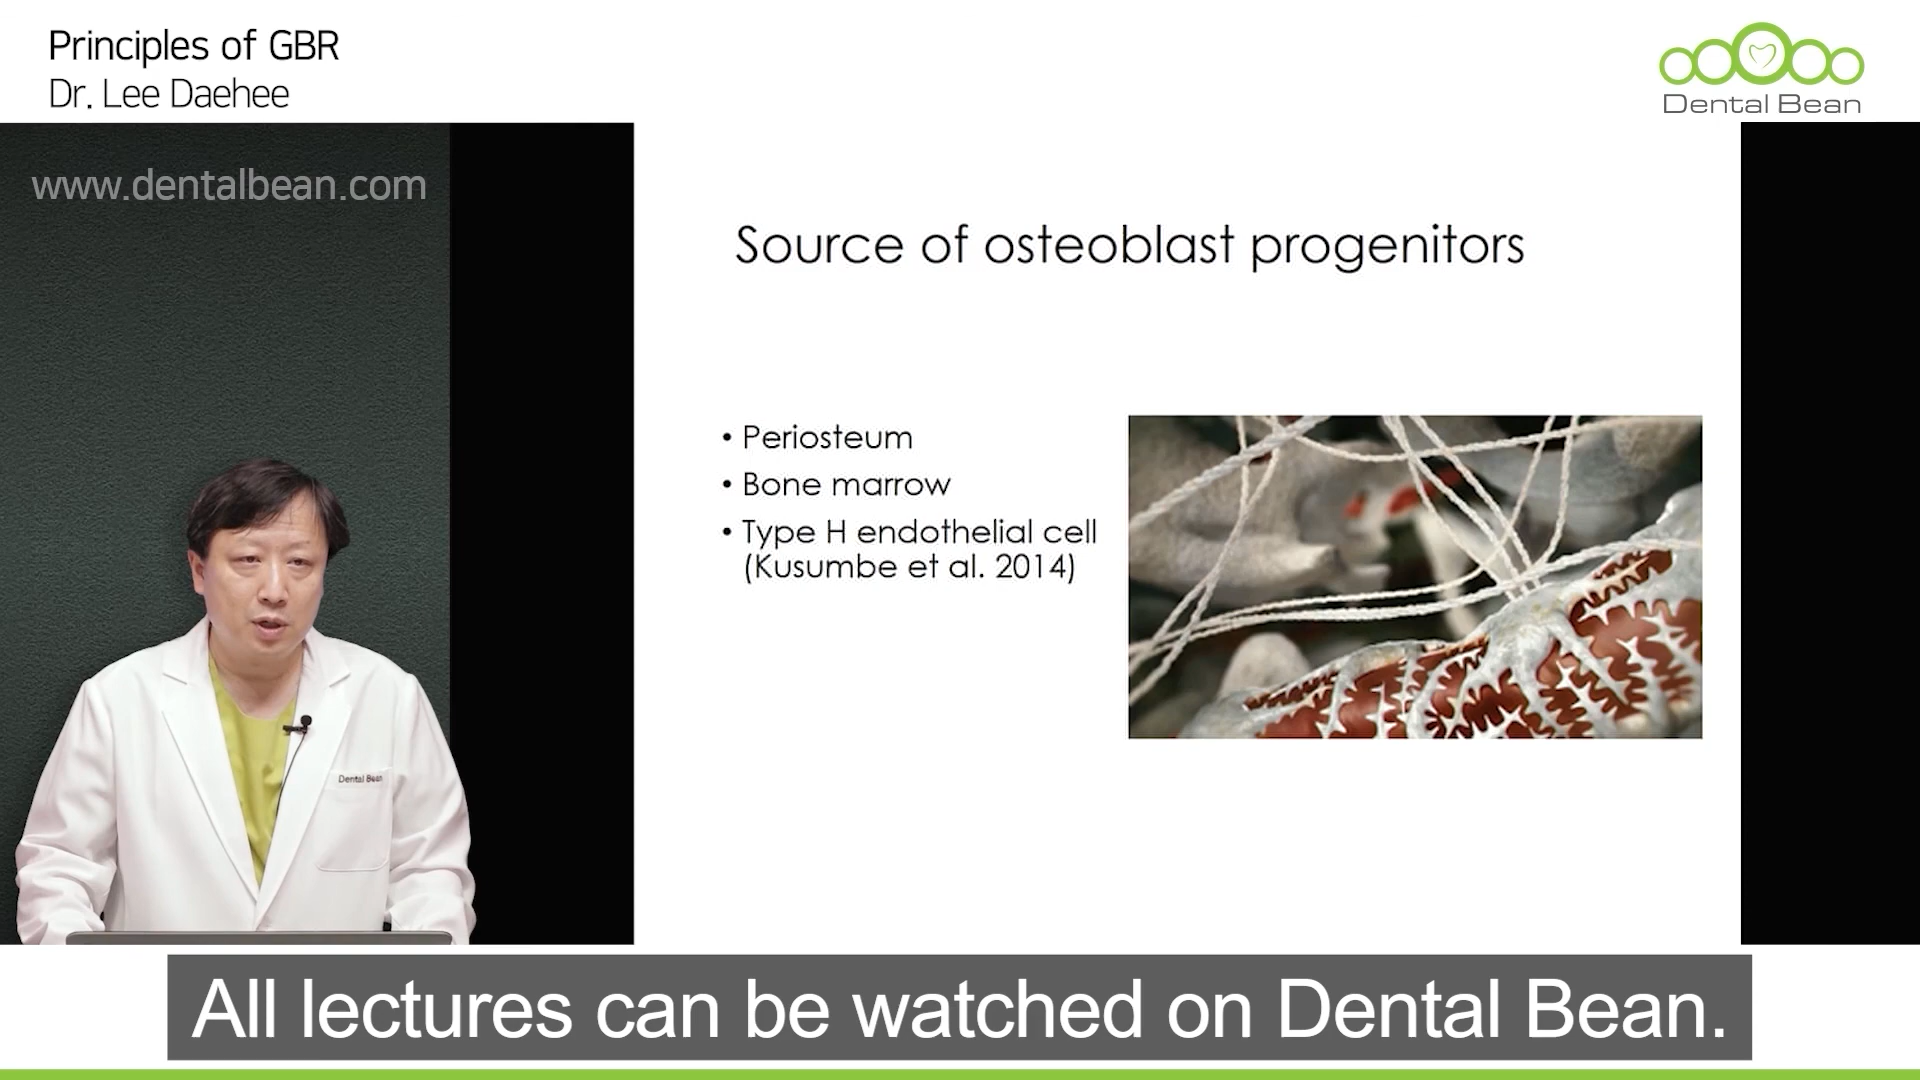 Principles of GBR
Dr. Lee Daehee
Dental Bean
www.dentalbean.com
Source of osteoblast progenitors
• Periosteum
• Bone marrow
• Type H endothelial cell
(Kusumbe et al. 2014)
Dental Bean
All lectures can be watched on Dental Bean.